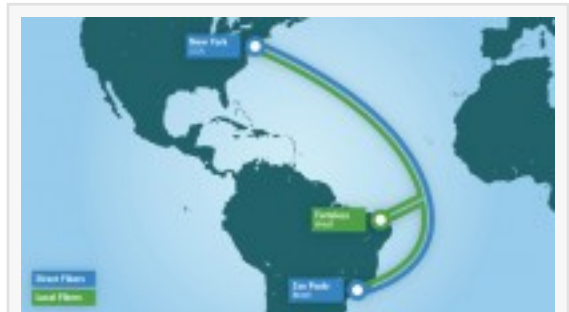 New York
USA
Fortaleza
Brazil
Sao Paulo
Brazil
Direct Fibers
Local Fibers